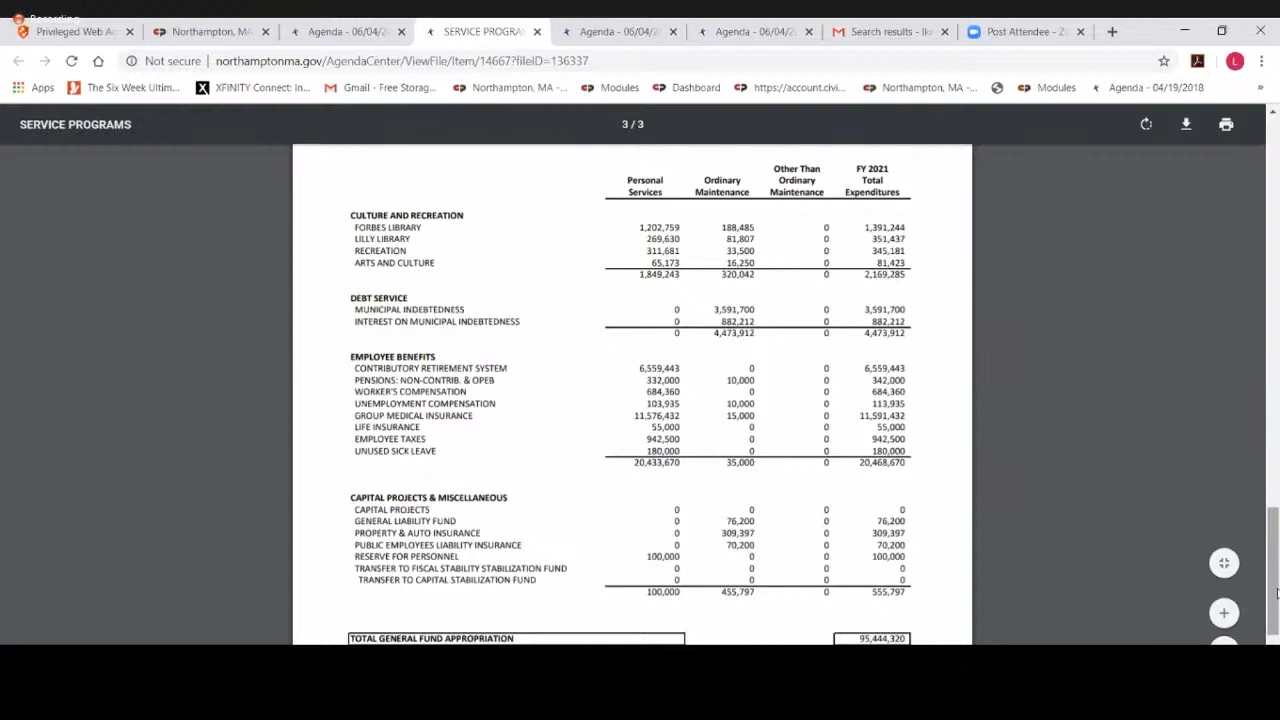 Recording
Privileged Web Ac
Northampton, MA
Agenda - 06/04/2
SERVICE PROGRA
Agenda - 06/04/2
Agenda - 06/04/2
Search results - lk
Post Attendee - Z
Not secure northamptonma.gov/AgendaCenter/ViewFile/Item/14667?fileID=136337
Apps The Six Week Ultim... XFINITY Connect: In... Gmail - Free Storag... Northampton, MA -... Modules Dashboard https://account.civi... Northampton, MA -... Modules Agenda - 04/19/2018 »
SERVICE PROGRAMS 3 / 3
Personal Services Ordinary Maintenance Other Than Ordinary Maintenance FY 2021 Total Expenditures
CULTURE AND RECREATION
FORBES LIBRARY 1,202,759 188,485 0 1,391,244
LILLY LIBRARY 269,630 81,807 0 351,437
RECREATION 311,681 33,500 0 345,181
ARTS AND CULTURE 65,173 16,250 0 81,423
1,849,243 320,042 0 2,169,285
DEBT SERVICE
MUNICIPAL INDEBTEDNESS 0 3,591,700 0 3,591,700
INTEREST ON MUNICIPAL INDEBTEDNESS 0 882,212 0 882,212
0 4,473,912 0 4,473,912
EMPLOYEE BENEFITS
CONTRIBUTORY RETIREMENT SYSTEM 6,559,443 0 0 6,559,443
PENSIONS: NON-CONTRIB. & OPEB 332,000 10,000 0 342,000
WORKER'S COMPENSATION 684,360 0 0 684,360
UNEMPLOYMENT COMPENSATION 103,935 10,000 0 113,935
GROUP MEDICAL INSURANCE 11,576,432 15,000 0 11,591,432
LIFE INSURANCE 55,000 0 0 55,000
EMPLOYEE TAXES 942,500 0 0 942,500
UNUSED SICK LEAVE 180,000 0 0 180,000
20,433,670 35,000 0 20,468,670
CAPITAL PROJECTS & MISCELLANEOUS
CAPITAL PROJECTS 0 0 0 0
GENERAL LIABILITY FUND 0 76,200 0 76,200
PROPERTY & AUTO INSURANCE 0 309,397 0 309,397
PUBLIC EMPLOYEES LIABILITY INSURANCE 0 70,200 0 70,200
RESERVE FOR PERSONNEL 100,000 0 0 100,000
TRANSFER TO FISCAL STABILITY STABILIZATION FUND 0 0 0 0
TRANSFER TO CAPITAL STABILIZATION FUND 0 0 0 0
100,000 455,797 0 555,797
TOTAL GENERAL FUND APPROPRIATION 95,444,320